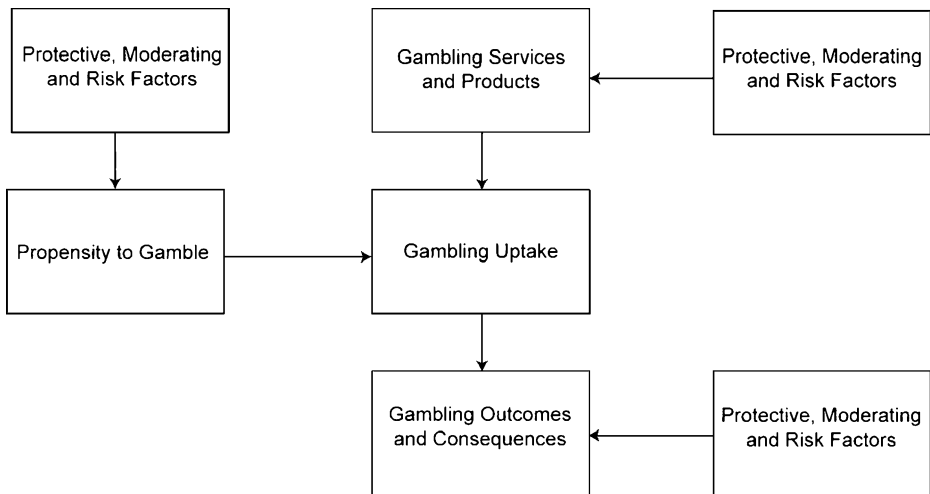 Protective, Moderating
and Risk Factors
Gambling Services
and Products
Protective, Moderating
and Risk Factors
Propensity to Gamble
Gambling Uptake
Gambling Outcomes
and Consequences
Protective, Moderating
and Risk Factors